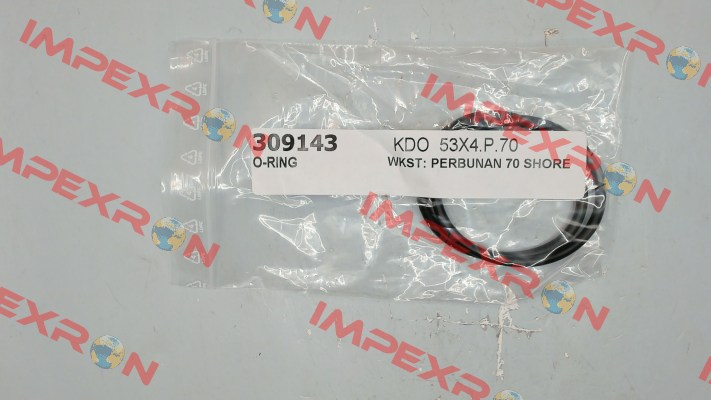 309143 KDO 53X4.P.70
O-RING WKST: PERBUNAN 70 SHORE
IMPEXRON
IMPEXRON
IMPEXRON
IMPEXRON
IMPEXRON
IMPEXRON
IMPEXRON